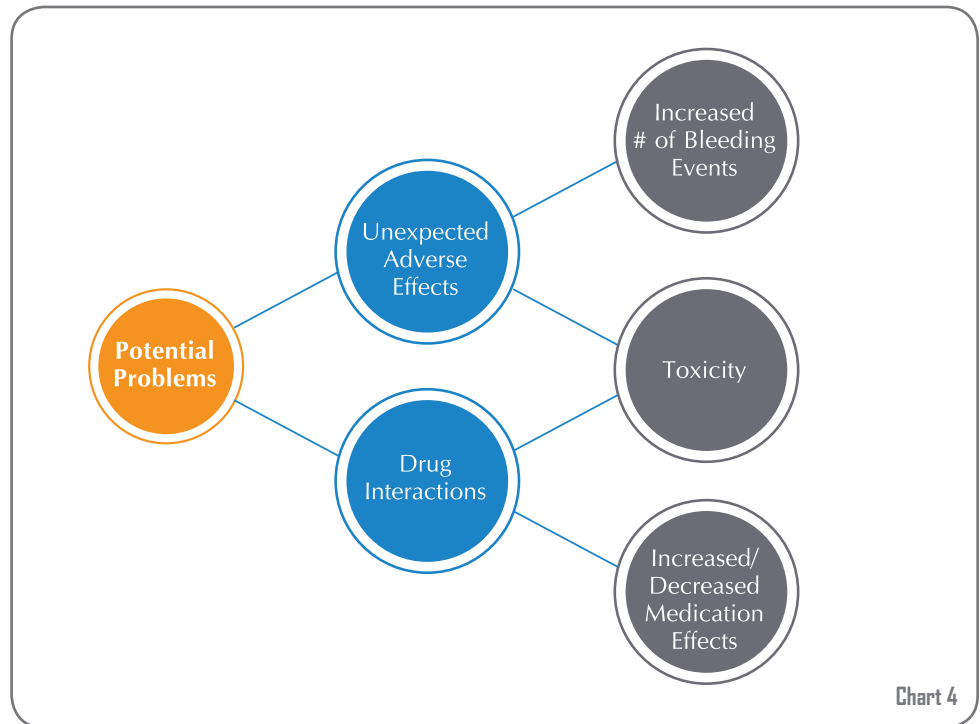 Potential
Problems
Unexpected
Adverse
Effects
Drug
Interactions
Increased
# of Bleeding
Events
Toxicity
Increased/
Decreased
Medication
Effects
Chart 4